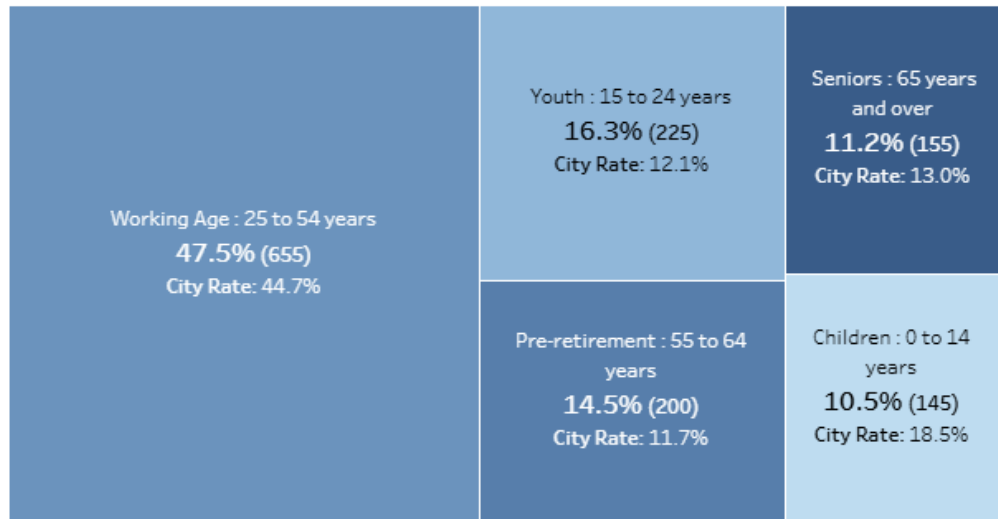 Working Age : 25 to 54 years
47.5% (655)
City Rate: 44.7%
Youth : 15 to 24 years
16.3% (225)
City Rate: 12.1%
Pre-retirement : 55 to 64
years
14.5% (200)
City Rate: 11.7%
Seniors : 65 years
and over
11.2% (155)
City Rate: 13.0%
Children : 0 to 14
years
10.5% (145)
City Rate: 18.5%